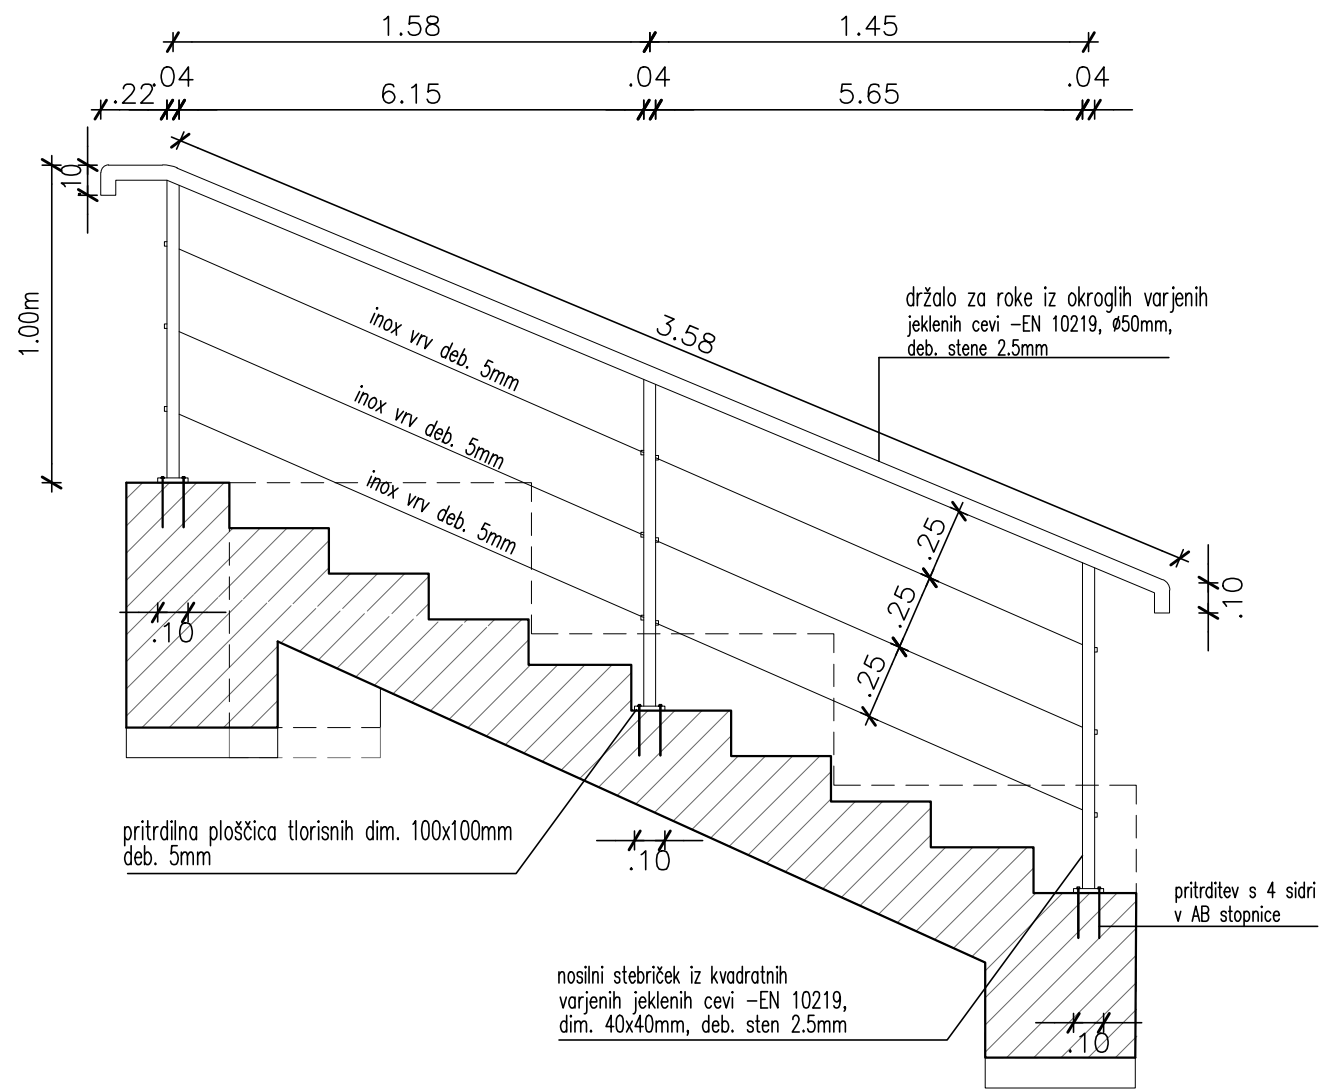 1.58
1.45
.04
.04
.04
.22
6.15
5.65
.10
1.00m
3.58
držalo za roke iz okroglih varjenih
jeklenih cevi –EN 10219, ø50mm,
deb. stene 2.5mm
inox vrv deb. 5mm
inox vrv deb. 5mm
inox vrv deb. 5mm
.25
.25
.25
.10
.10
pritrdilna ploščica tlorisnih dim. 100x100mm
deb. 5mm
.10
pritrditev s 4 sidri
v AB stopnice
nosilni stebriček iz kvadratnih
varjenih jeklenih cevi –EN 10219,
dim. 40x40mm, deb. sten 2.5mm
.10